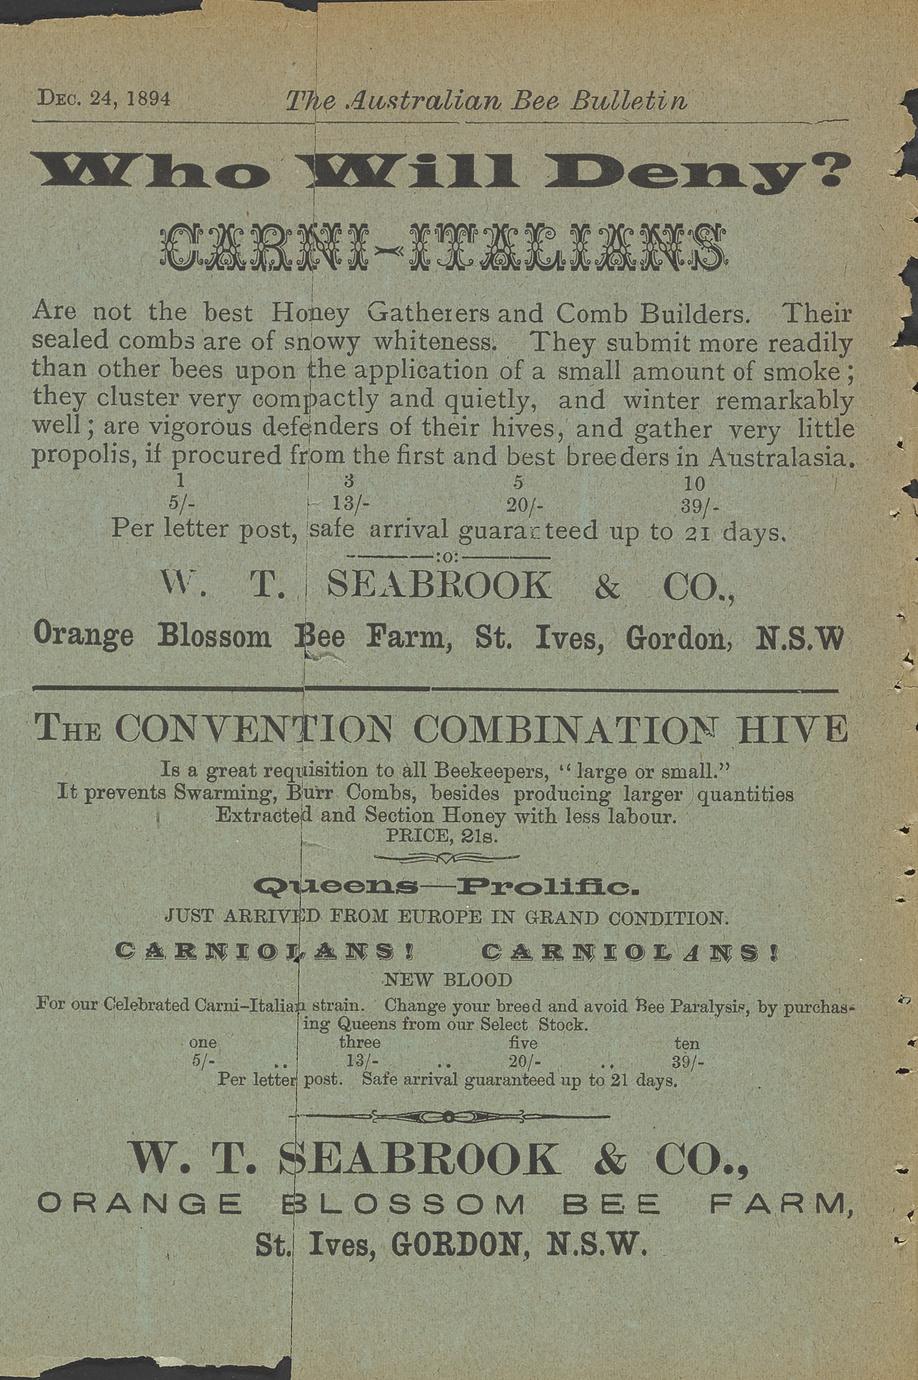 DEC. 24, 1894 The Australian Bee Bulletin
Who Will Deny?
CARNI-ITALIANS
Are not the best Honey Gatherers and Comb Builders. Their
sealed combs are of snowy whiteness. They submit more readily
than other bees upon the application of a small amount of smoke;
they cluster very compactly and quietly, and winter remarkably
well; are vigorous defenders of their hives, and gather very little
propolis, if procured from the first and best breeders in Australasia.
1 3 5 10
5/- 13/- 20/- 39/-
Per letter post, safe arrival guaranteed up to 21 days.
:o:
W. T. SEABROOK & CO.,
Orange Blossom Bee Farm, St. Ives, Gordon, N.S.W
THE CONVENTION COMBINATION HIVE
Is a great requisition to all Beekeepers, "large or small."
It prevents Swarming, Burr Combs, besides producing larger quantities
Extracted and Section Honey with less labour.
PRICE, 21s.
Queens—Prolific.
JUST ARRIVED FROM EUROPE IN GRAND CONDITION.
CARNIOLANS! CARNIOLANS!
NEW BLOOD
For our Celebrated Carni-Italian strain. Change your breed and avoid Bee Paralysis, by purchas-
ing Queens from our Select Stock.
one three five ten
5/- .. 13/- .. 20/- .. 39/-
Per letter post. Safe arrival guaranteed up to 21 days.
W. T. SEABROOK & CO.,
ORANGE BLOSSOM BEE FARM,
St. Ives, GORDON, N.S.W.